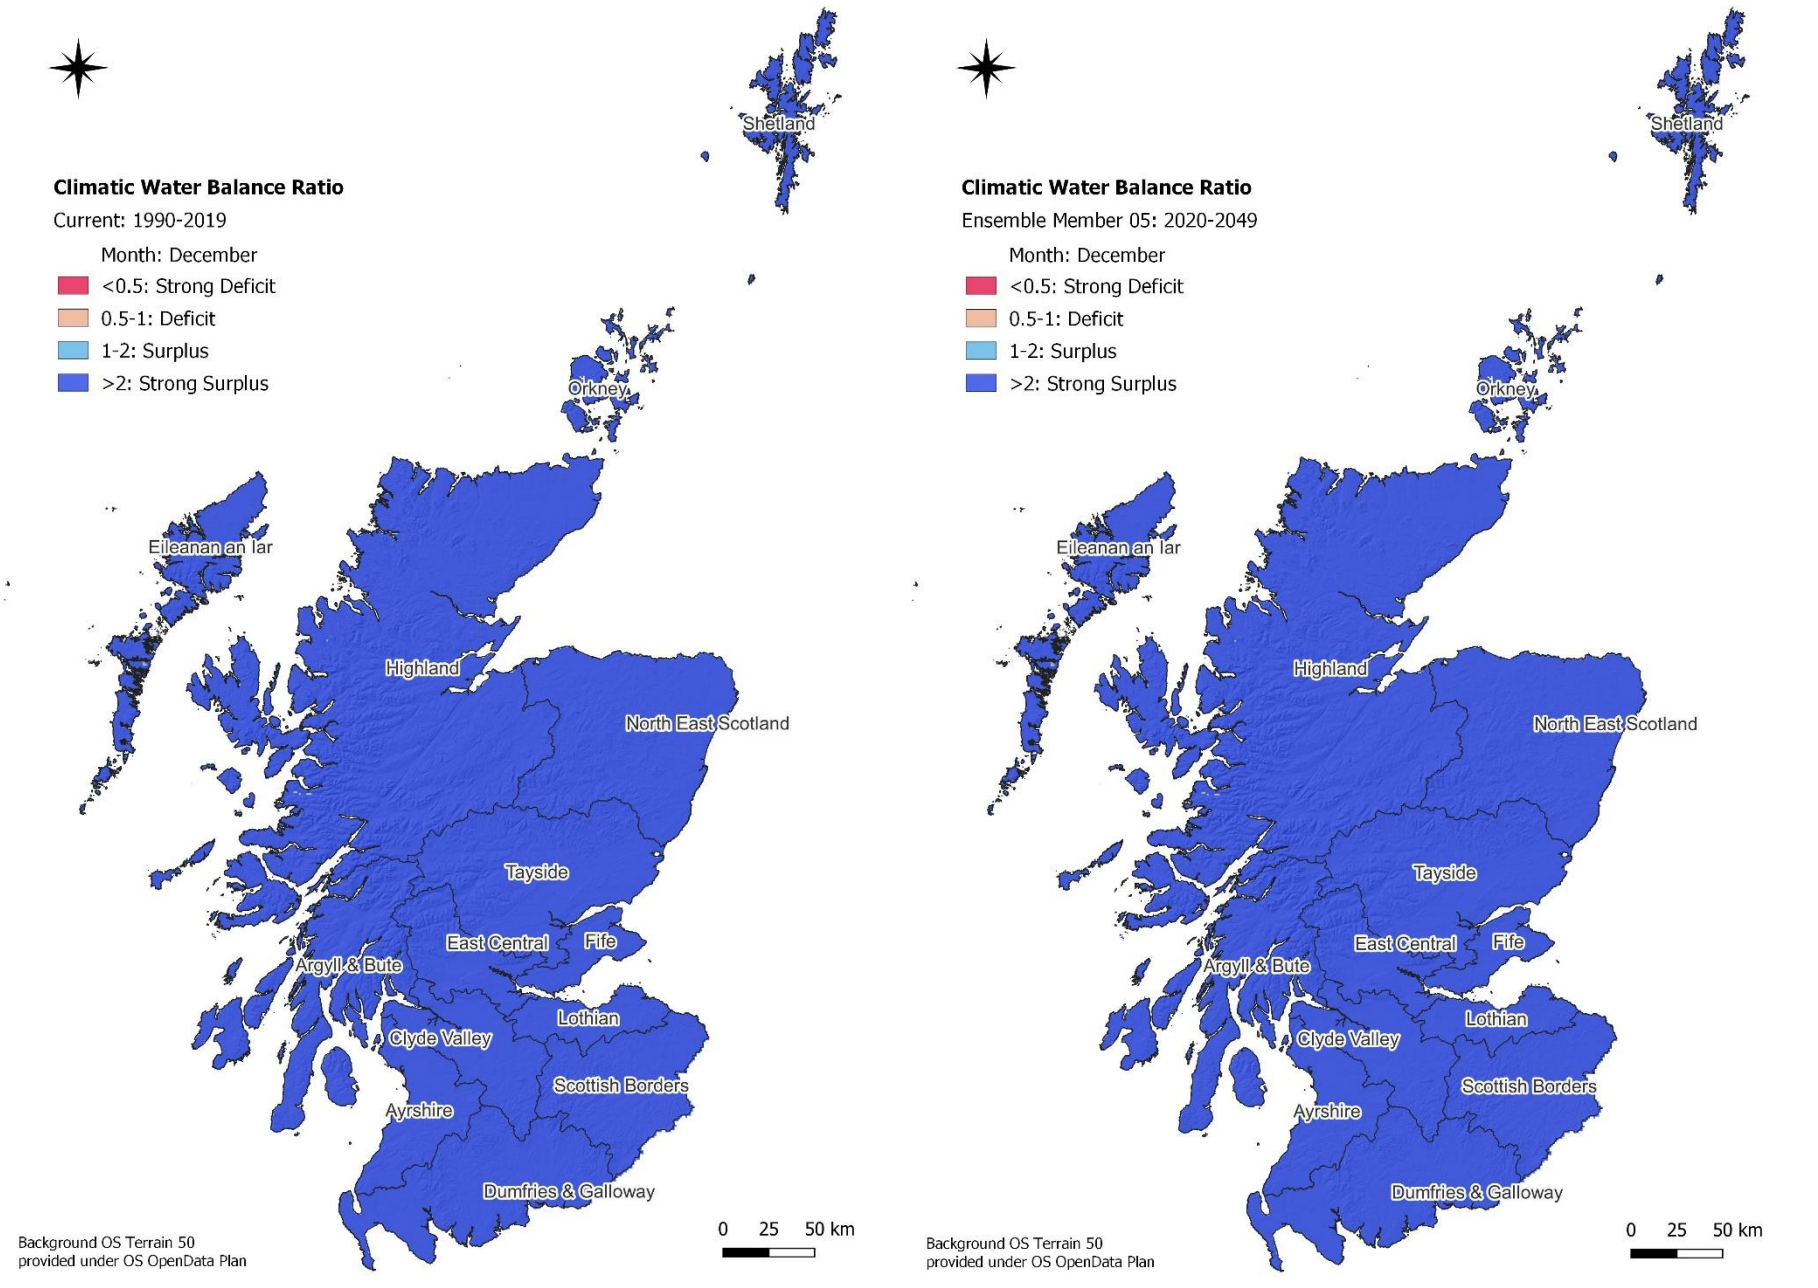 Shetland
Climatic Water Balance Ratio
Current: 1990-2019
Month: December
<0.5: Strong Deficit
0.5-1: Deficit
1-2: Surplus
>2: Strong Surplus
Orkney
Eileanan an Iar
Highland
North East Scotland
Tayside
East Central
Fife
Argyll & Bute
Lothian
Clyde Valley
Scottish Borders
Ayrshire
Dumfries & Galloway
0 25 50 km
Background OS Terrain 50
provided under OS OpenData Plan
Shetland
Climatic Water Balance Ratio
Ensemble Member 05: 2020-2049
Month: December
<0.5: Strong Deficit
0.5-1: Deficit
1-2: Surplus
>2: Strong Surplus
Orkney
Eileanan an Iar
Highland
North East Scotland
Tayside
East Central
Fife
Argyll & Bute
Lothian
Clyde Valley
Scottish Borders
Ayrshire
Dumfries & Galloway
0 25 50 km
Background OS Terrain 50
provided under OS OpenData Plan